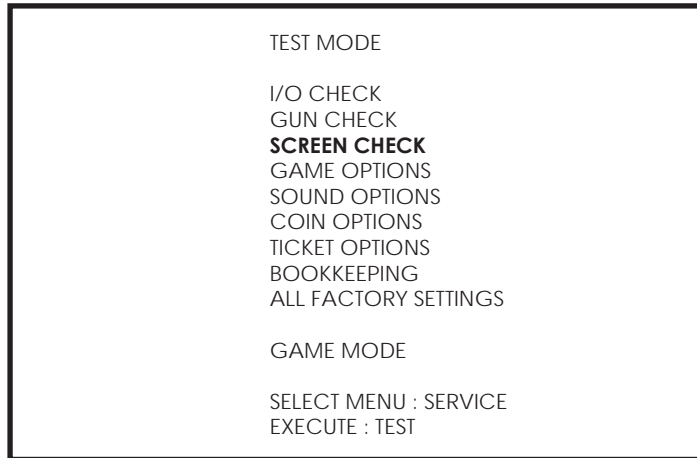 TEST MODE
I/O CHECK
GUN CHECK
SCREEN CHECK
GAME OPTIONS
SOUND OPTIONS
COIN OPTIONS
TICKET OPTIONS
BOOKKEEPING
ALL FACTORY SETTINGS
GAME MODE
SELECT MENU : SERVICE
EXECUTE : TEST